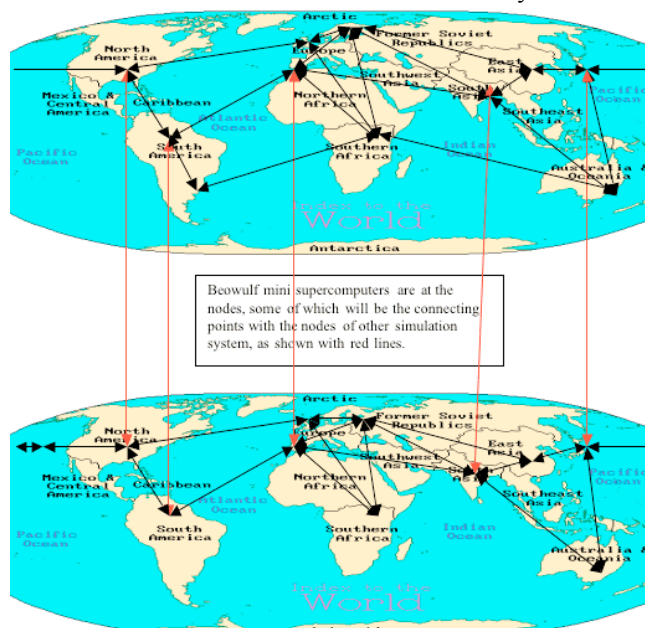 Arctic
North
America
Former Soviet
Republics
Europe
East
Asia
Southwest
Asia
South
Asia
Mexico &
Central
America
Caribbean
Northern
Africa
Pacific
Ocean
Atlantic
Ocean
Southeast
Asia
Pacific
Ocean
South
America
Southern
Africa
Indian
Ocean
Australia &
Oceania
Index to the
World
Antarctica
Beowulf mini supercomputers are at the
nodes, some of which will be the connecting
points with the nodes of other simulation
system, as shown with red lines.
Arctic
North
America
Former Soviet
Republics
Europe
East
Asia
Southwest
Asia
South
Asia
Mexico &
Central
America
Caribbean
Northern
Africa
Pacific
Ocean
Atlantic
Ocean
Southeast
Asia
Pacific
Ocean
South
America
Southern
Africa
Indian
Ocean
Australia &
Oceania
Index to the
World